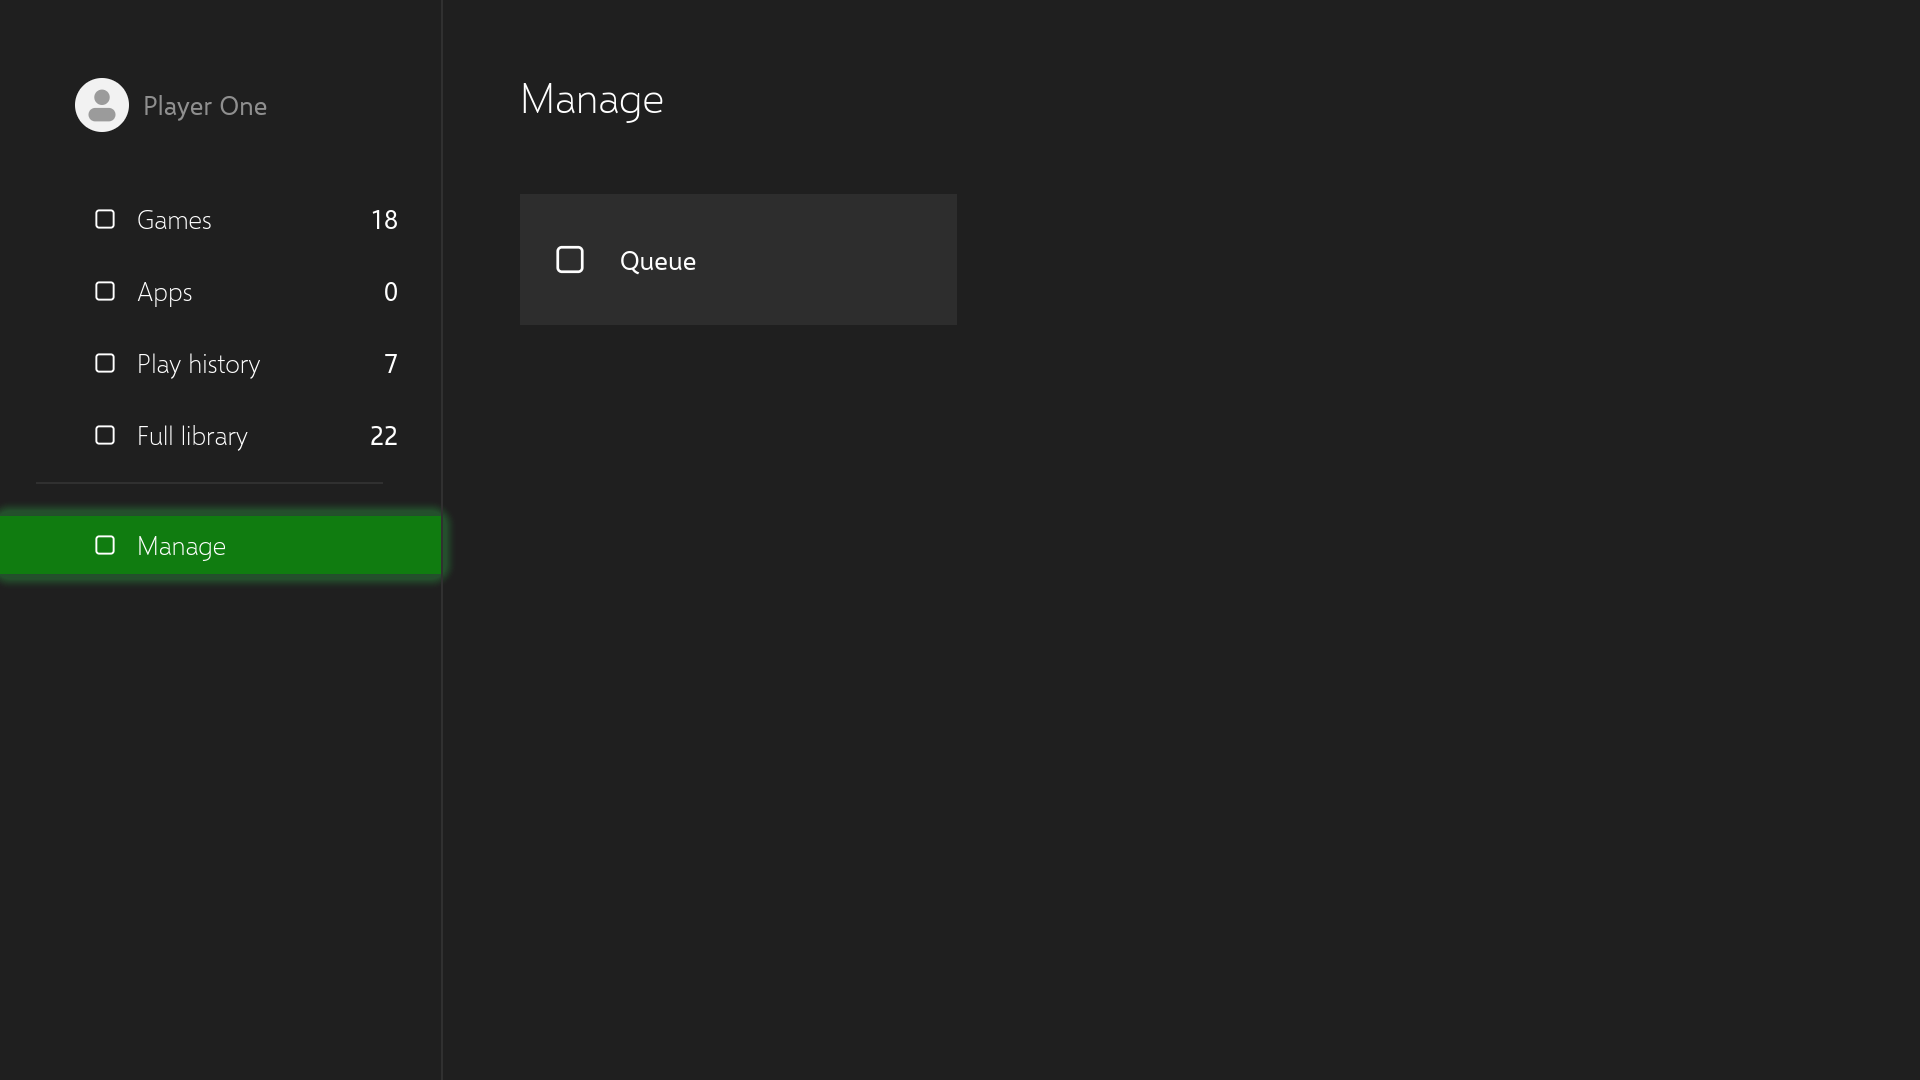 Player One
Games 18
Apps 0
Play history 7
Full library 22
Manage
Manage
Queue